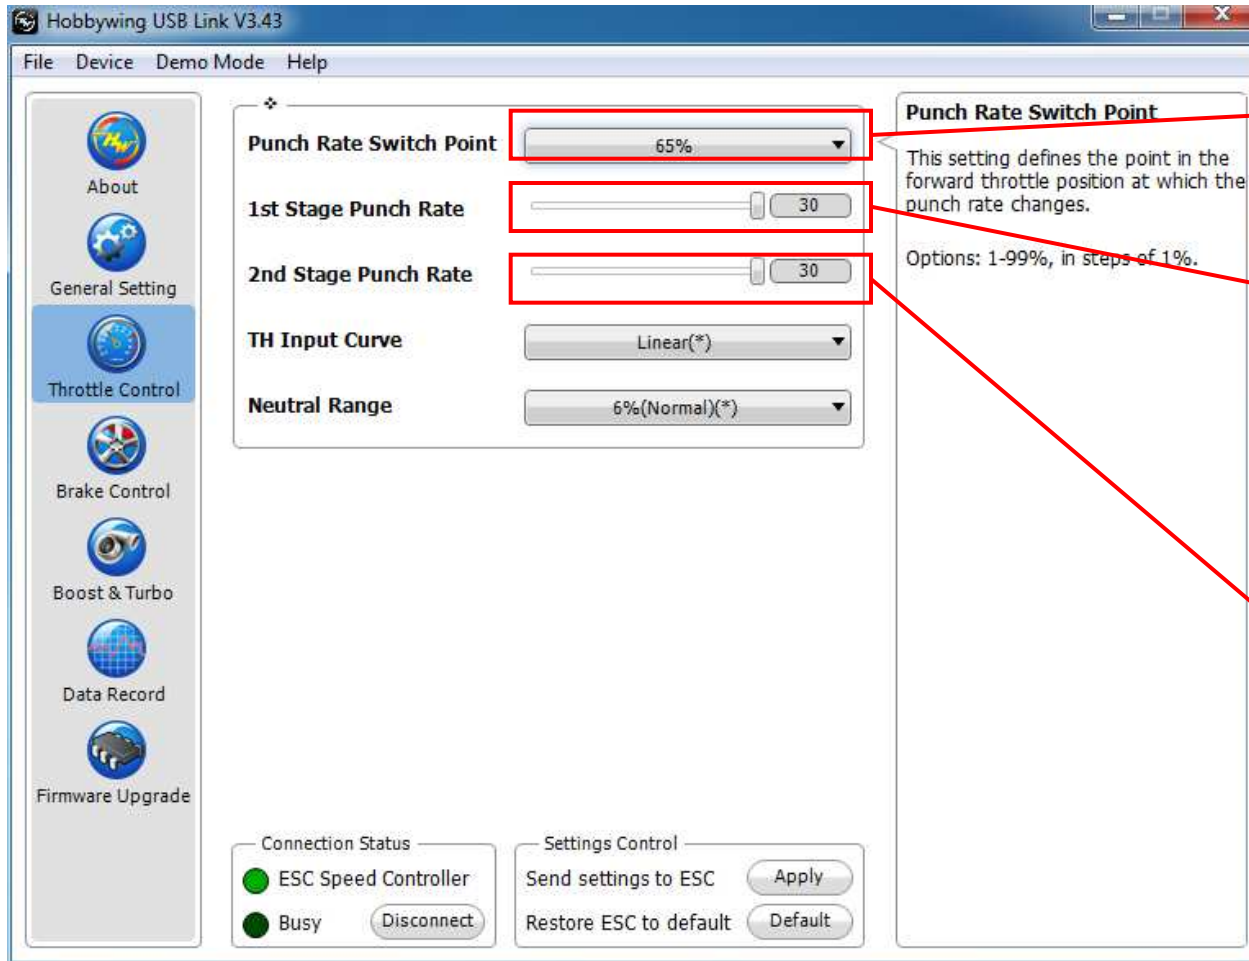 Hobbywing USB Link V3.43
File Device Demo Mode Help
About
General Setting
Throttle Control
Brake Control
Boost & Turbo
Data Record
Firmware Upgrade
Punch Rate Switch Point 65%
1st Stage Punch Rate 30
2nd Stage Punch Rate 30
TH Input Curve Linear(*)
Neutral Range 6%(Normal)(*)
Connection Status
ESC Speed Controller
Busy Disconnect
Settings Control
Send settings to ESC Apply
Restore ESC to default Default
Punch Rate Switch Point
This setting defines the point in the
forward throttle position at which the
punch rate changes.
Options: 1-99%, in steps of 1%.